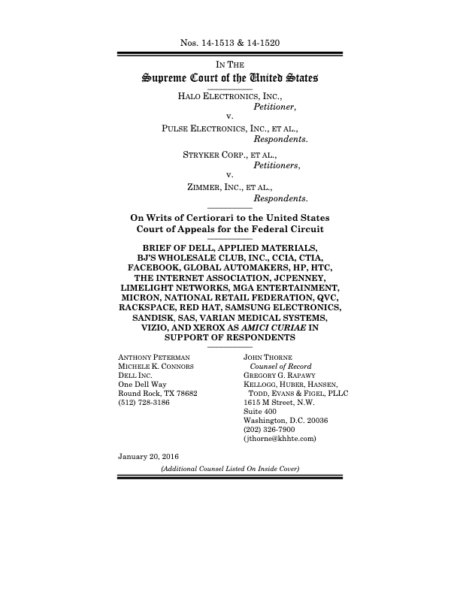 Nos. 14-1513 & 14-1520
IN THE
Supreme Court of the United States
HALO ELECTRONICS, INC.,
Petitioner,
v.
PULSE ELECTRONICS, INC., ET AL.,
Respondents.
STRYKER CORP., ET AL.,
Petitioners,
v.
ZIMMER, INC., ET AL.,
Respondents.
On Writs of Certiorari to the United States
Court of Appeals for the Federal Circuit
BRIEF OF DELL, APPLIED MATERIALS,
BJ'S WHOLESALE CLUB, INC., CCIA, CTIA,
FACEBOOK, GLOBAL AUTOMAKERS, HP, HTC,
THE INTERNET ASSOCIATION, JCPENNEY,
LIMELIGHT NETWORKS, MGA ENTERTAINMENT,
MICRON, NATIONAL RETAIL FEDERATION, QVC,
RACKSPACE, RED HAT, SAMSUNG ELECTRONICS,
SANDISK, SAS, VARIAN MEDICAL SYSTEMS,
VIZIO, AND XEROX AS AMICI CURIAE IN
SUPPORT OF RESPONDENTS
ANTHONY PETERMAN
MICHELE K. CONNORS
DELL INC.
One Dell Way
Round Rock, TX 78682
(512) 728-3186
JOHN THORNE
Counsel of Record
GREGORY G. RAPAWY
KELLOGG, HUBER, HANSEN,
TODD, EVANS & FIGEL, PLLC
1615 M Street, N.W.
Suite 400
Washington, D.C. 20036
(202) 326-7900
(jthorne@khhte.com)
January 20, 2016
(Additional Counsel Listed On Inside Cover)